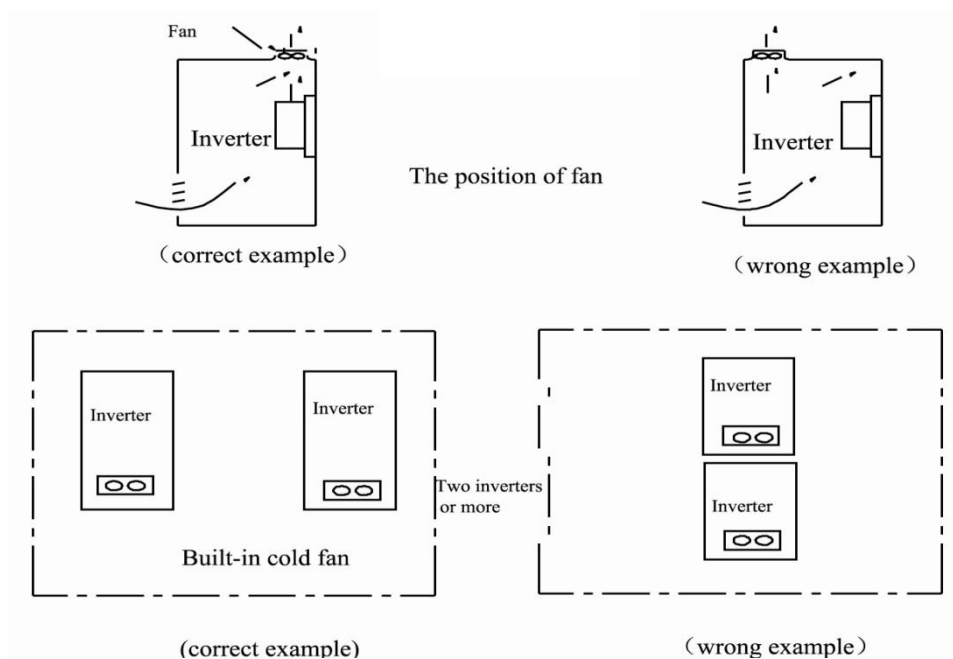 Fan
Inverter
Inverter
The position of fan
（correct example）
（wrong example）
Inverter
Inverter
Inverter
Two inverters
or more
Inverter
Built-in cold fan
(correct example)
（wrong example）